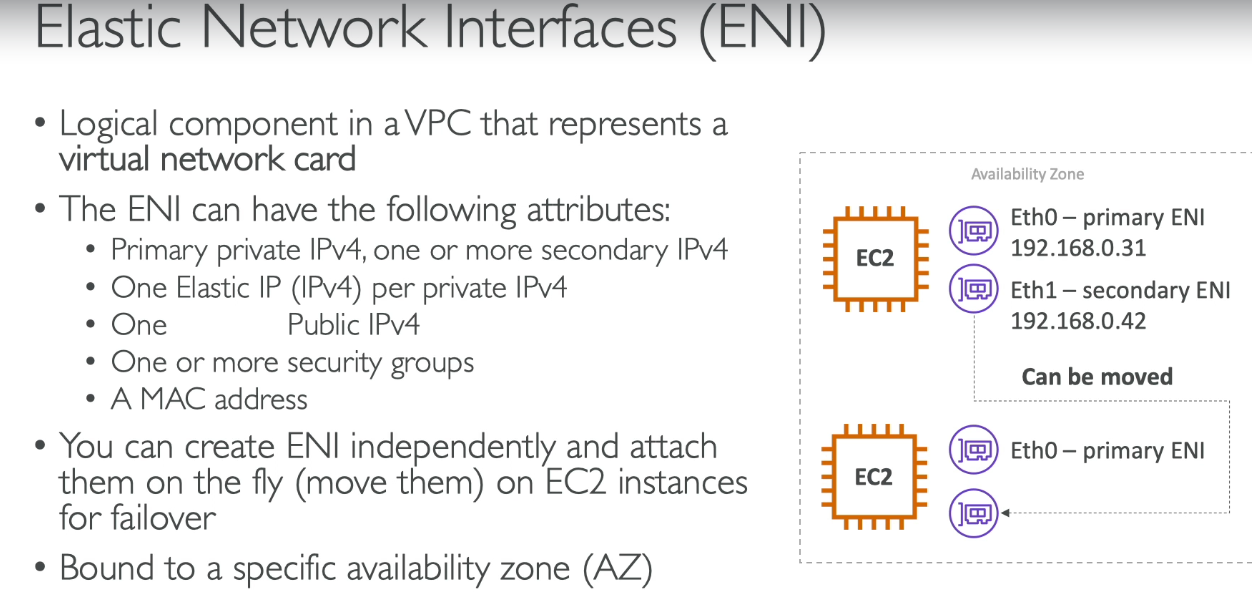 Elastic Network Interfaces (ENI)
• Logical component in a VPC that represents a
virtual network card
• The ENI can have the following attributes:
• Primary private IPv4, one or more secondary IPv4
• One Elastic IP (IPv4) per private IPv4
• One Public IPv4
• One or more security groups
• A MAC address
• You can create ENI independently and attach
them on the fly (move them) on EC2 instances
for failover
• Bound to a specific availability zone (AZ)
Availability Zone
EC2
Eth0 – primary ENI
192.168.0.31
Eth1 – secondary ENI
192.168.0.42
Can be moved
EC2
Eth0 – primary ENI